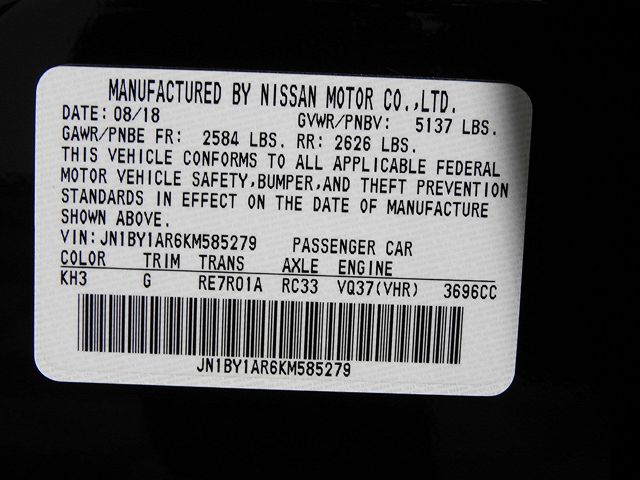 MANUFACTURED BY NISSAN MOTOR CO.,LTD.
DATE: 08/18 GVWR/PNBV: 5137 LBS.
GAWR/PNBE FR: 2584 LBS. RR: 2626 LBS.
THIS VEHICLE CONFORMS TO ALL APPLICABLE FEDERAL
MOTOR VEHICLE SAFETY,BUMPER,AND THEFT PREVENTION
STANDARDS IN EFFECT ON THE DATE OF MANUFACTURE
SHOWN ABOVE.
VIN:JN1BY1AR6KM585279 PASSENGER CAR
COLOR TRIM TRANS AXLE ENGINE
KH3 G RE7R01A RC33 VQ37(VHR) 3696CC
JN1BY1AR6KM585279